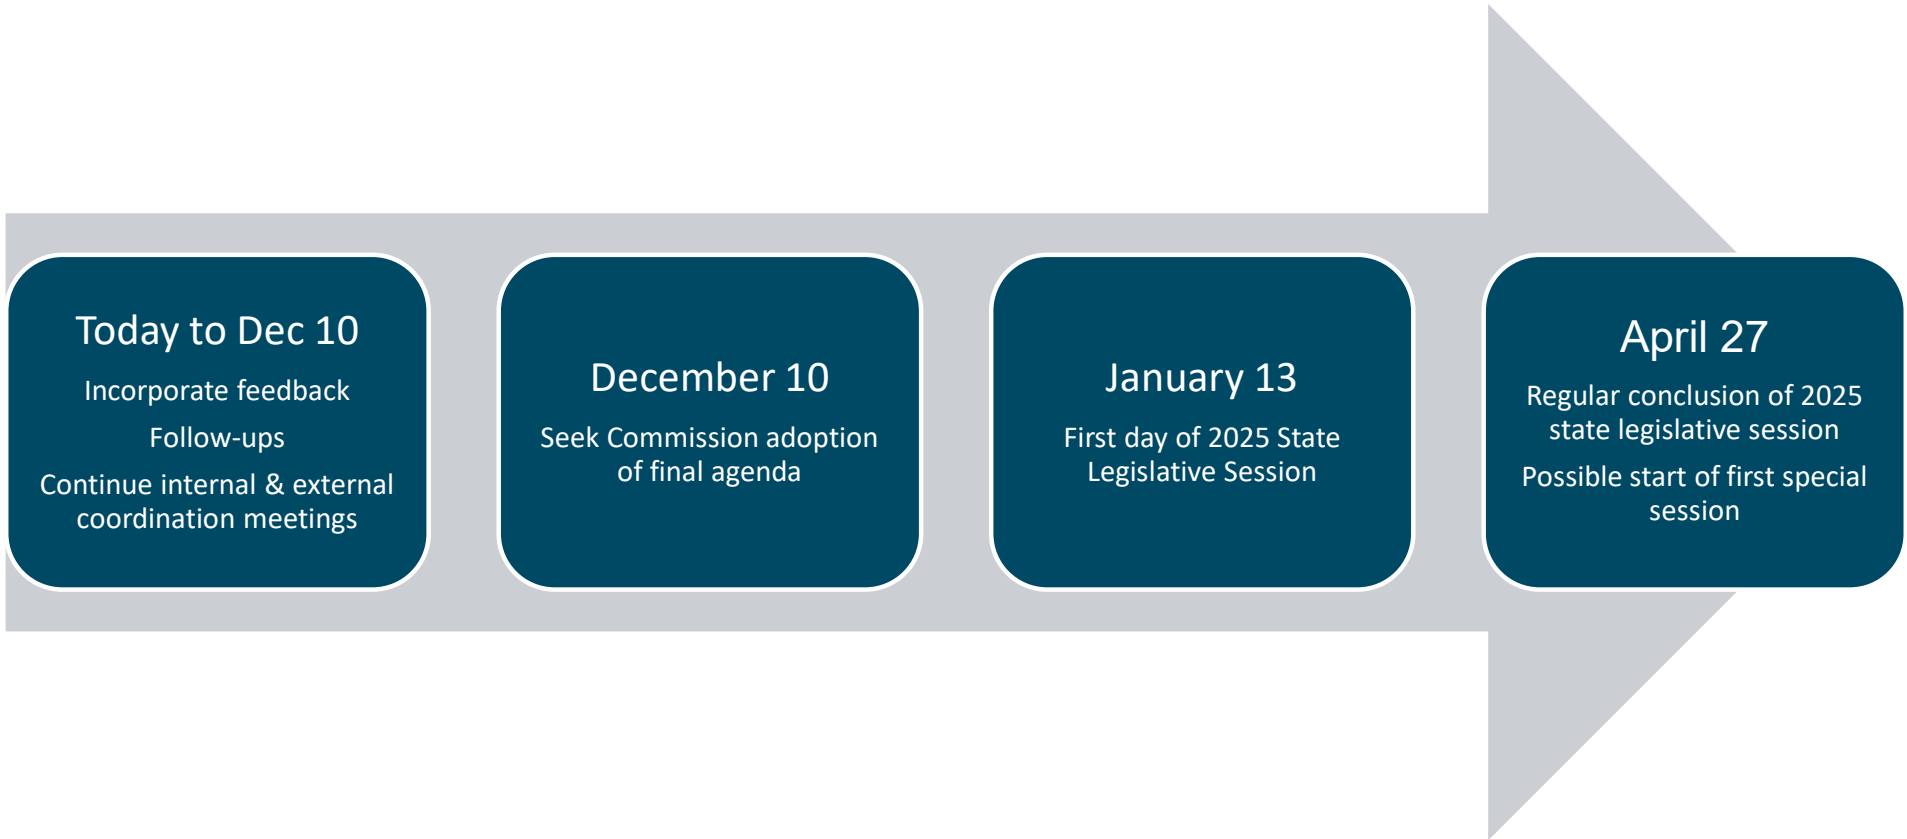 Today to Dec 10
Incorporate feedback
Follow-ups
Continue internal & external
coordination meetings
December 10
Seek Commission adoption
of final agenda
January 13
First day of 2025 State
Legislative Session
April 27
Regular conclusion of 2025
state legislative session
Possible start of first special
session